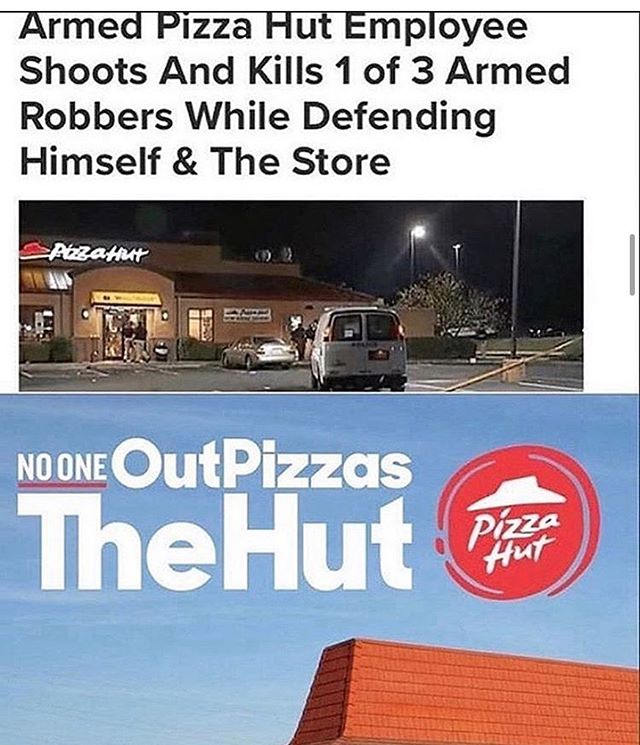 Armed Pizza Hut Employee
Shoots And Kills 1 of 3 Armed
Robbers While Defending
Himself & The Store
Pizza Hut
NO ONE OutPizzas
The Hut
Pizza
Hut